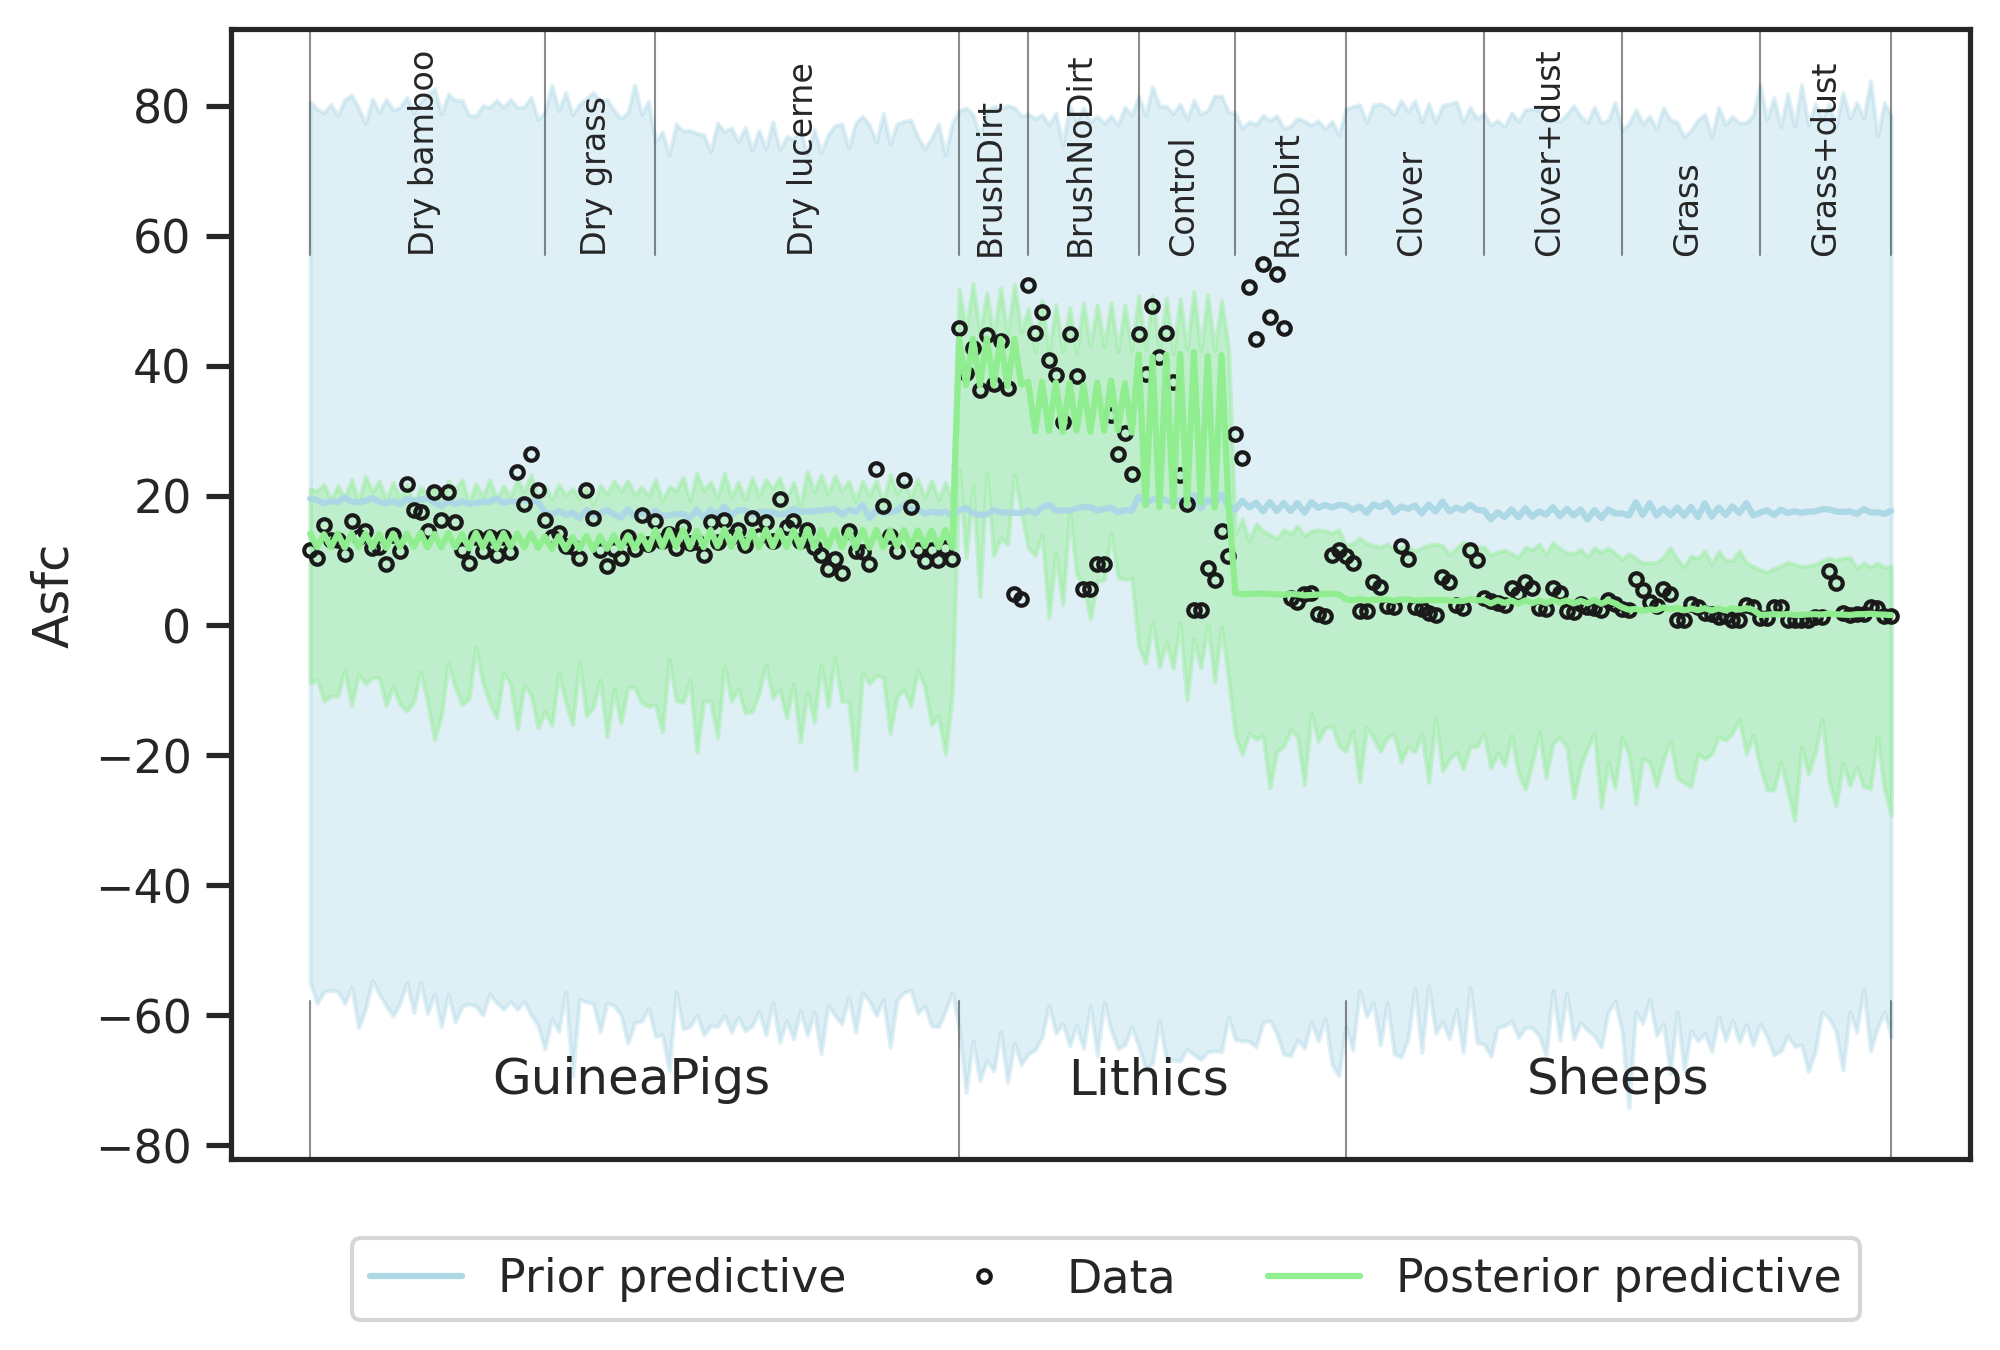 Dry bamboo
Dry grass
Dry lucerne
BrushDirt
BrushNoDirt
Control
RubDirt
Clover
Clover+dust
Grass
Grass+dust
80
60
40
20
0
−20
−40
−60
−80
Asfc
GuineaPigs
Lithics
Sheeps
Prior predictive
Data
Posterior predictive